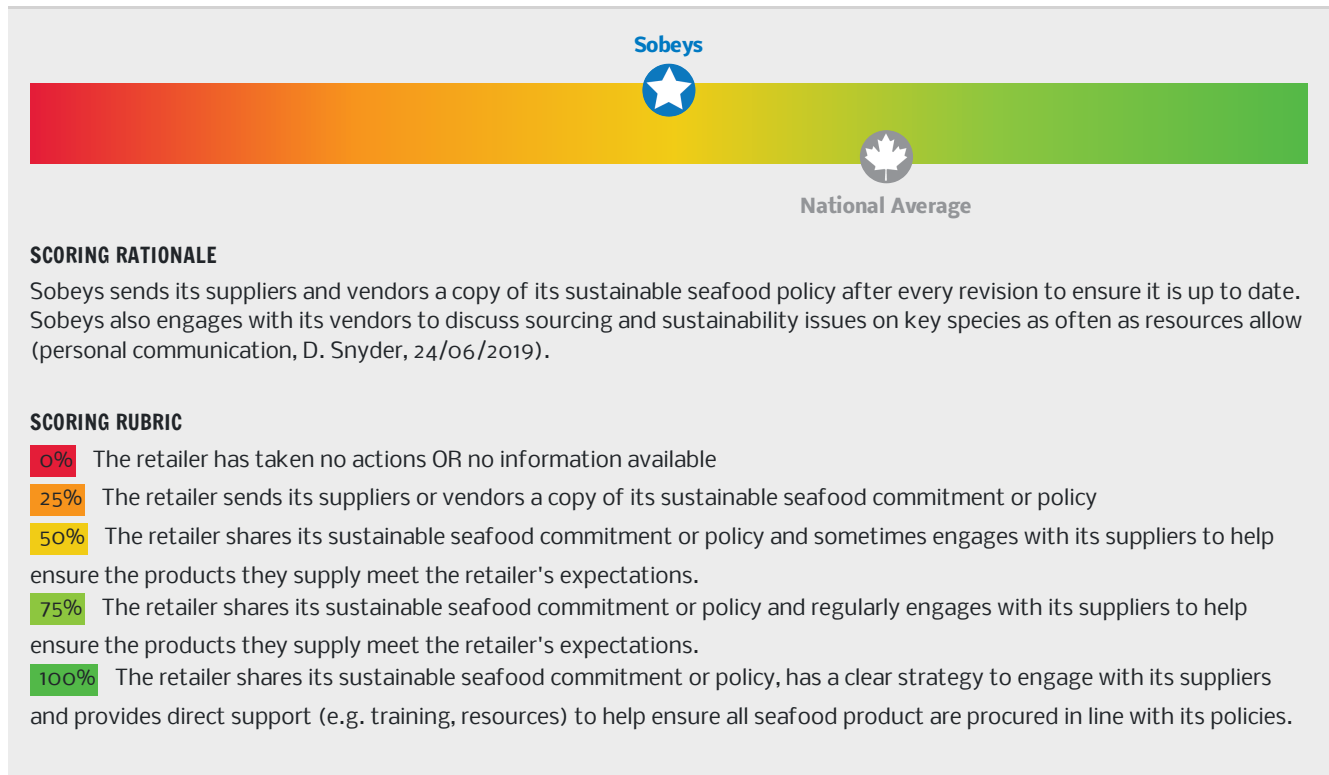 Sobeys
National Average
SCORING RATIONALE
Sobeys sends its suppliers and vendors a copy of its sustainable seafood policy after every revision to ensure it is up to date.
Sobeys also engages with its vendors to discuss sourcing and sustainability issues on key species as often as resources allow
(personal communication, D. Snyder, 24/06/2019).
SCORING RUBRIC
0% The retailer has taken no actions OR no information available
25% The retailer sends its suppliers or vendors a copy of its sustainable seafood commitment or policy
50% The retailer shares its sustainable seafood commitment or policy and sometimes engages with its suppliers to help
ensure the products they supply meet the retailer's expectations.
75% The retailer shares its sustainable seafood commitment or policy and regularly engages with its suppliers to help
ensure the products they supply meet the retailer's expectations.
100% The retailer shares its sustainable seafood commitment or policy, has a clear strategy to engage with its suppliers
and provides direct support (e.g. training, resources) to help ensure all seafood product are procured in line with its policies.